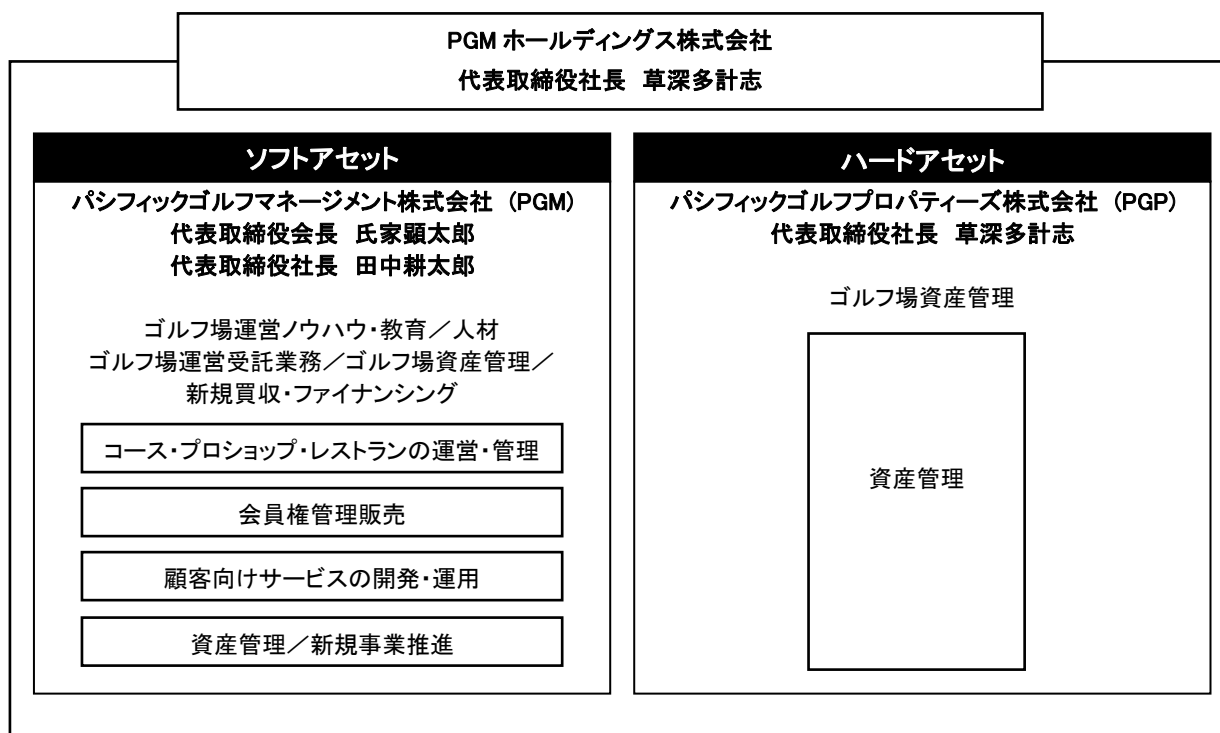 PGM ホールディングス株式会社
代表取締役社長　草深多計志
ソフトアセット
パシフィックゴルフマネージメント株式会社（PGM）
代表取締役会長　氏家顕太郎
代表取締役社長　田中耕太郎
ゴルフ場運営ノウハウ・教育／人材
ゴルフ場運営受託業務／ゴルフ場資産管理／
新規買収・ファイナンシング
コース・プロショップ・レストランの運営・管理
会員権管理販売
顧客向けサービスの開発・運用
資産管理／新規事業推進
ハードアセット
パシフィックゴルフプロパティーズ株式会社（PGP）
代表取締役社長　草深多計志
ゴルフ場資産管理
資産管理